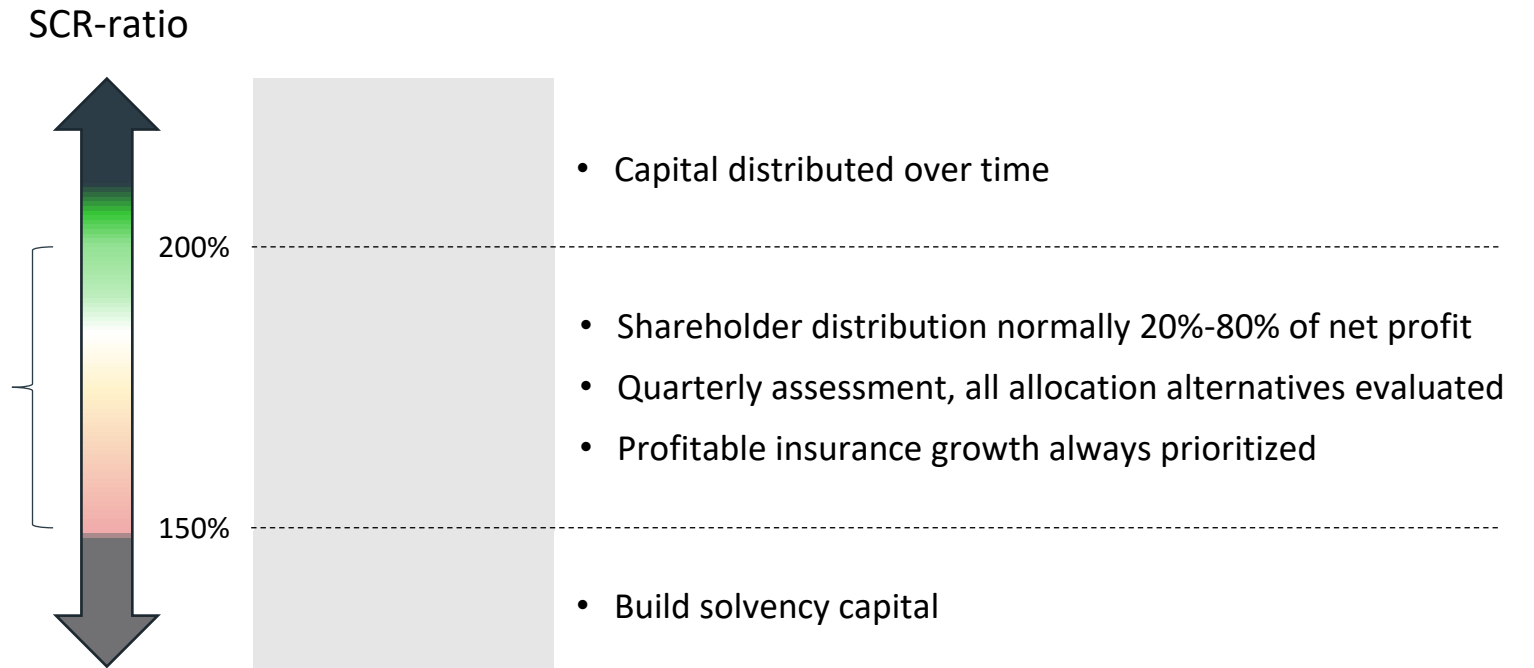 SCR-ratio
• Capital distributed over time
200%
• Shareholder distribution normally 20%-80% of net profit
• Quarterly assessment, all allocation alternatives evaluated
• Profitable insurance growth always prioritized
150%
• Build solvency capital